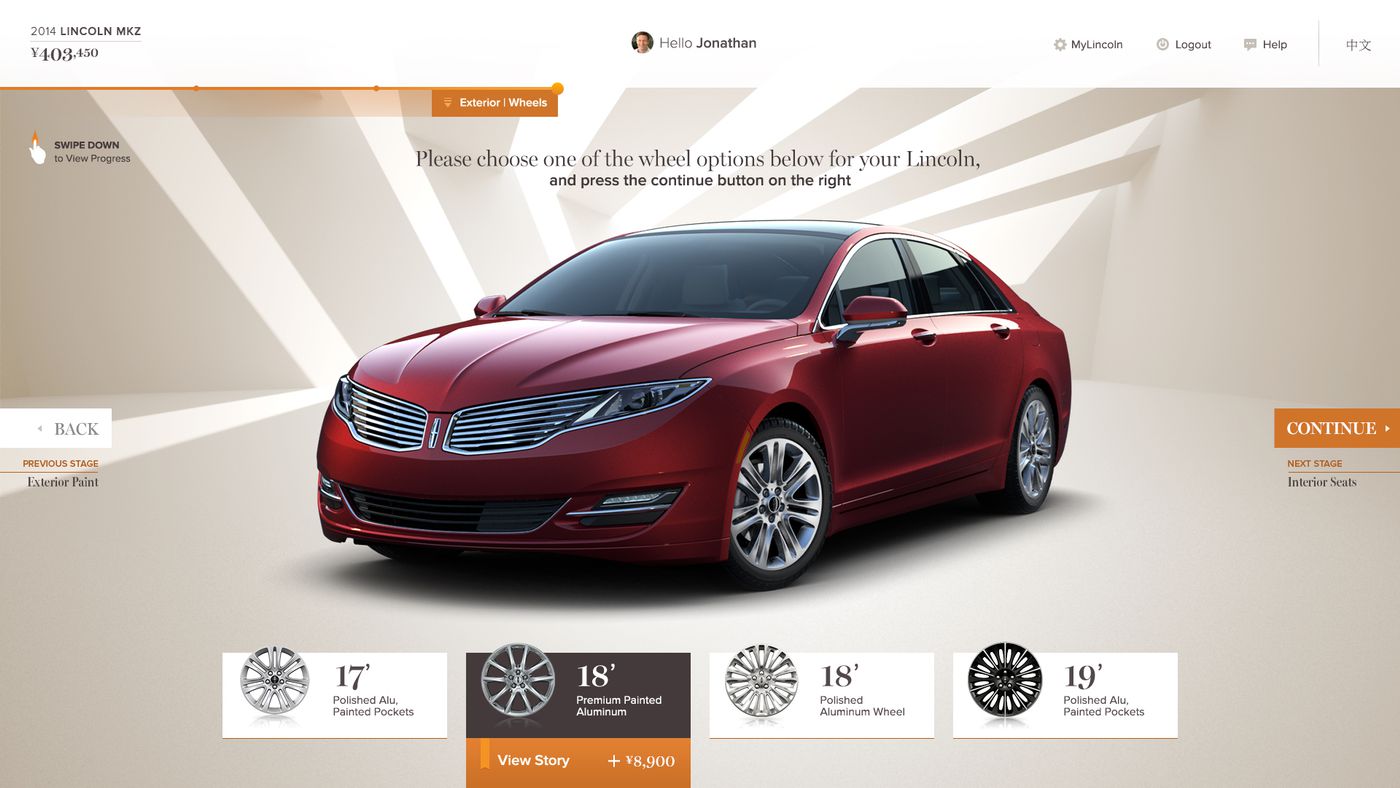 2014 LINCOLN MKZ
¥403,450
Hello Jonathan
MyLincoln
Logout
Help
中文
Exterior | Wheels
SWIPE DOWN
to View Progress
Please choose one of the wheel options below for your Lincoln,
and press the continue button on the right
BACK
PREVIOUS STAGE
Exterior Paint
CONTINUE
NEXT STAGE
Interior Seats
17’
Polished Alu,
Painted Pockets
18’
Premium Painted
Aluminum
View Story
+ ¥8,900
18’
Polished
Aluminum Wheel
19’
Polished Alu,
Painted Pockets